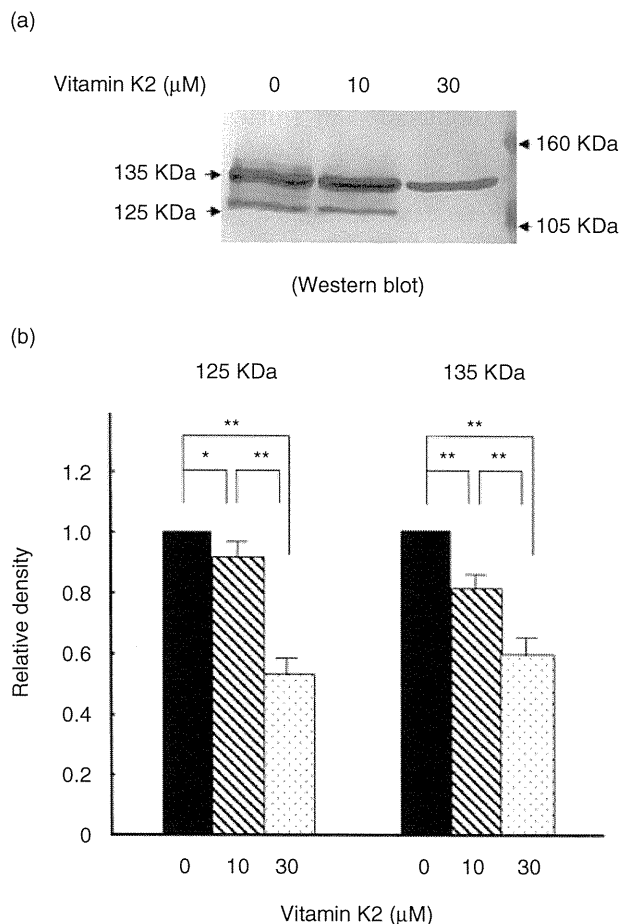 (a)
Vitamin K2 (μM) 0 10 30
160 KDa
135 KDa
125 KDa
105 KDa
(Western blot)
(b)
125 KDa 135 KDa
** **
* ** ** **
1.2
1.0
0.8
0.6
0.4
0.2
0
Relative density
0 10 30 0 10 30
Vitamin K2 (μM)